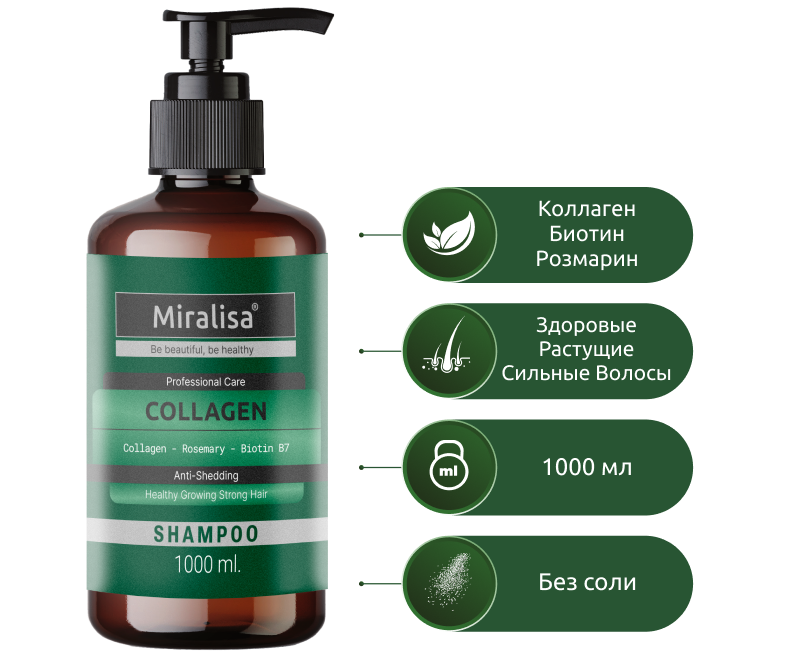 Miralisa®
Be beautiful, be healthy
Professional Care
COLLAGEN
Collagen - Rosemary - Biotin B7
Anti-Shedding
Healthy Growing Strong Hair
SHAMPOO
1000 ml.
Коллаген
Биотин
Розмарин
Здоровые
Растущие
Сильные Волосы
ml
1000 мл
Без соли